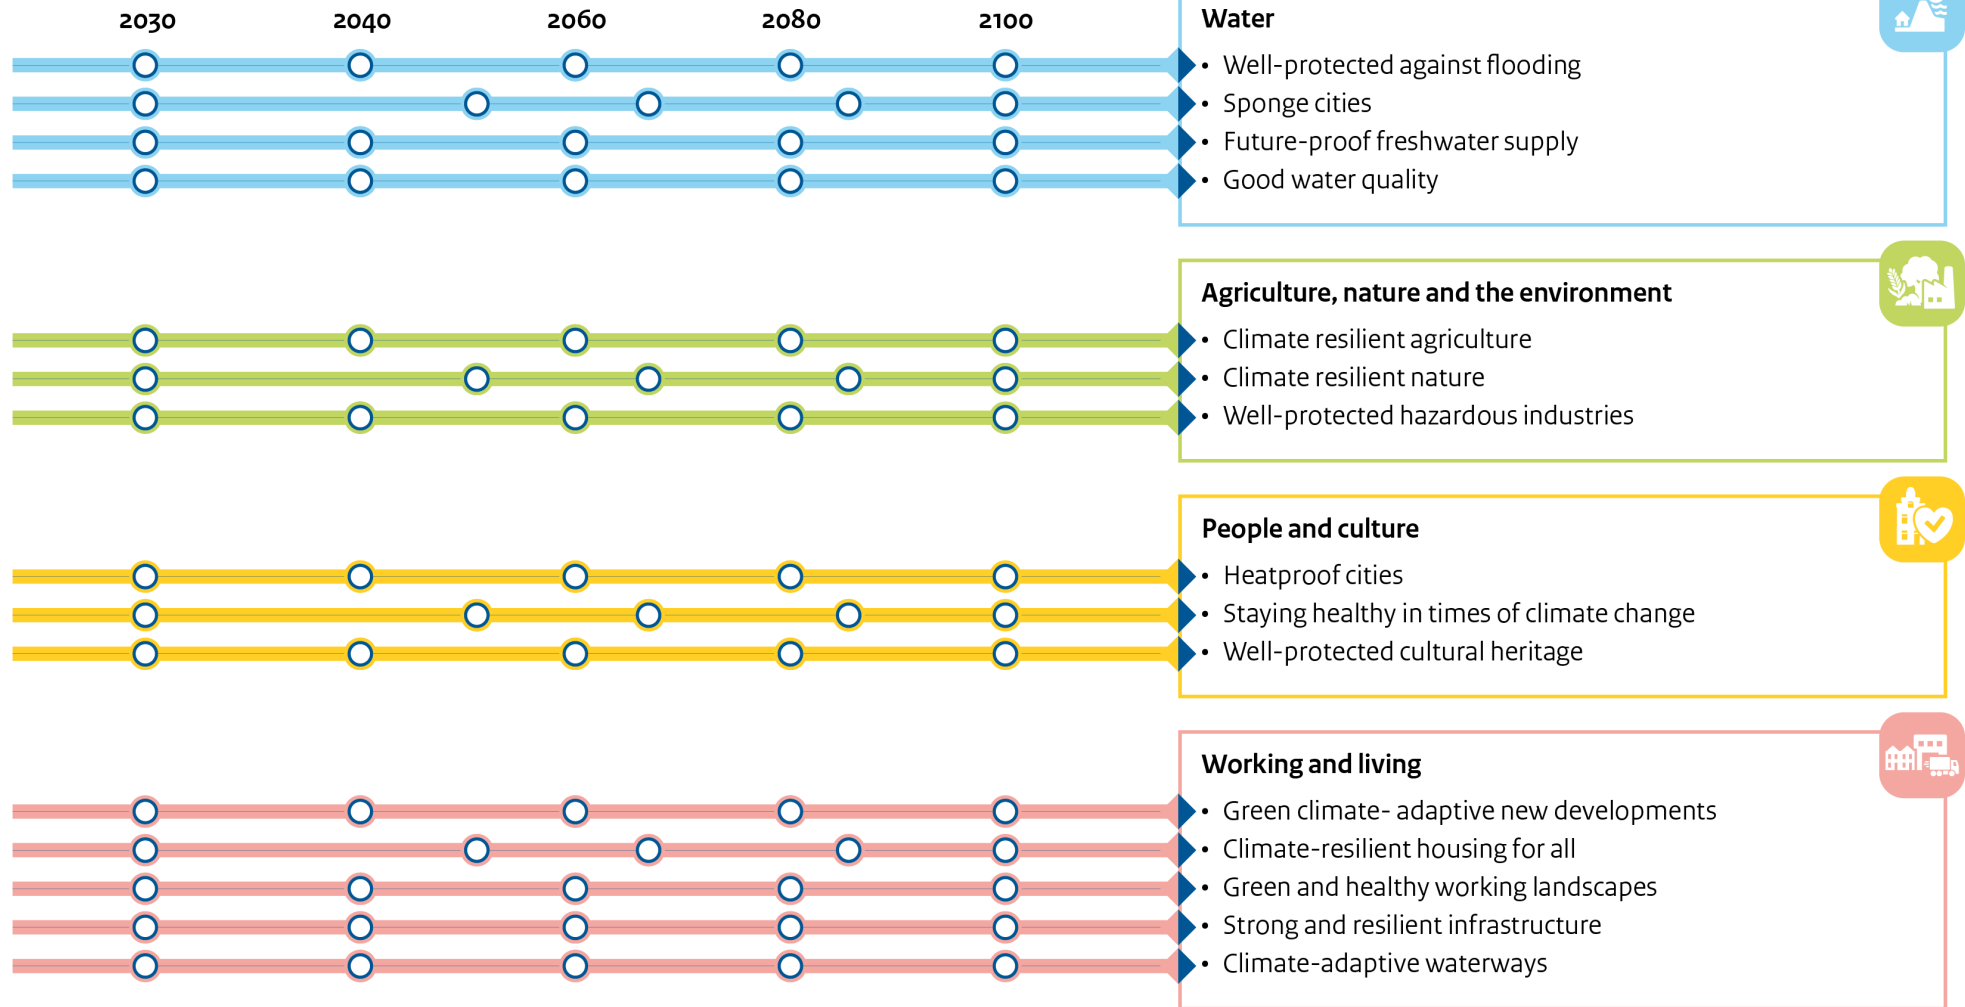 2030 2040 2060 2080 2100
Water
• Well-protected against flooding
• Sponge cities
• Future-proof freshwater supply
• Good water quality
Agriculture, nature and the environment
• Climate resilient agriculture
• Climate resilient nature
• Well-protected hazardous industries
People and culture
• Heatproof cities
• Staying healthy in times of climate change
• Well-protected cultural heritage
Working and living
• Green climate- adaptive new developments
• Climate-resilient housing for all
• Green and healthy working landscapes
• Strong and resilient infrastructure
• Climate-adaptive waterways